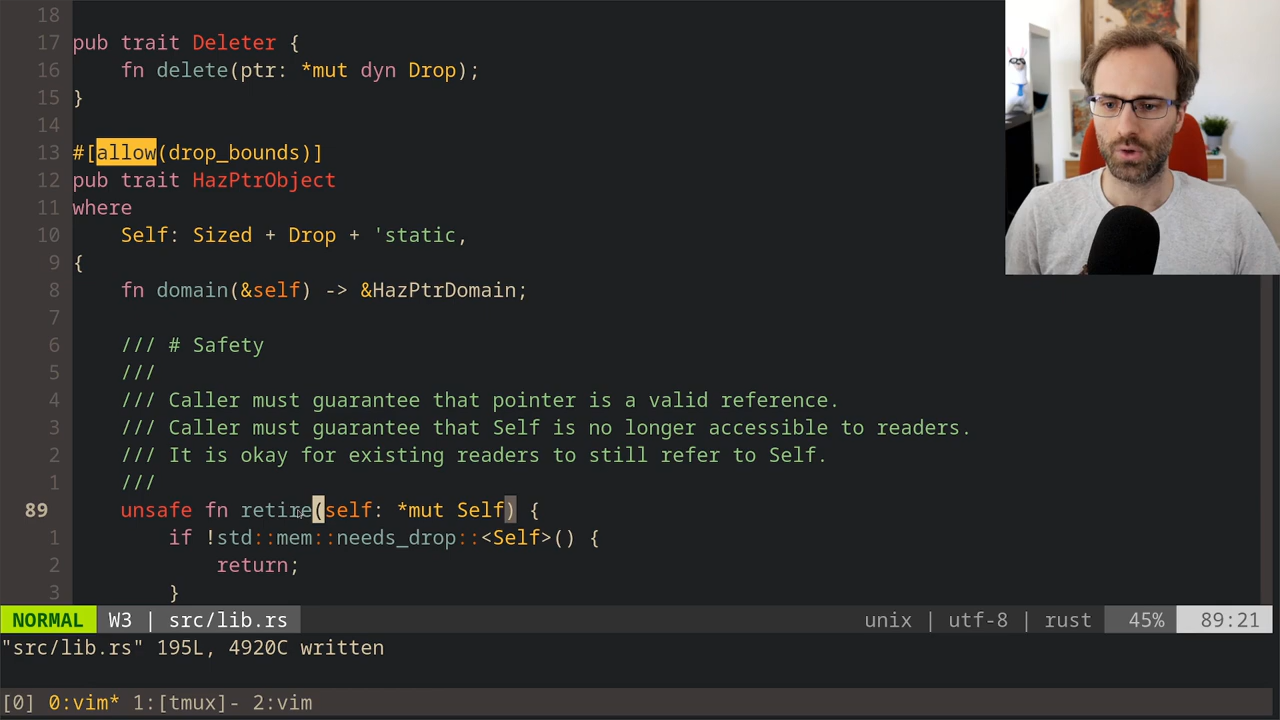 18
17 pub trait Deleter {
16     fn delete(ptr: *mut dyn Drop);
15 }
14
13 #[allow(drop_bounds)]
12 pub trait HazPtrObject
11 where
10     Self: Sized + Drop + 'static,
9 {
8     fn domain(&self) -> &HazPtrDomain;
7
6     /// # Safety
5     ///
4     /// Caller must guarantee that pointer is a valid reference.
3     /// Caller must guarantee that Self is no longer accessible to readers.
2     /// It is okay for existing readers to still refer to Self.
1     ///
89     unsafe fn retire(self: *mut Self) {
1         if !std::mem::needs_drop::<Self>() {
2             return;
3         }
NORMAL W3 | src/lib.rs unix | utf-8 | rust 45% 89:21
"src/lib.rs" 195L, 4920C written
[0] 0:vim* 1:[tmux]- 2:vim